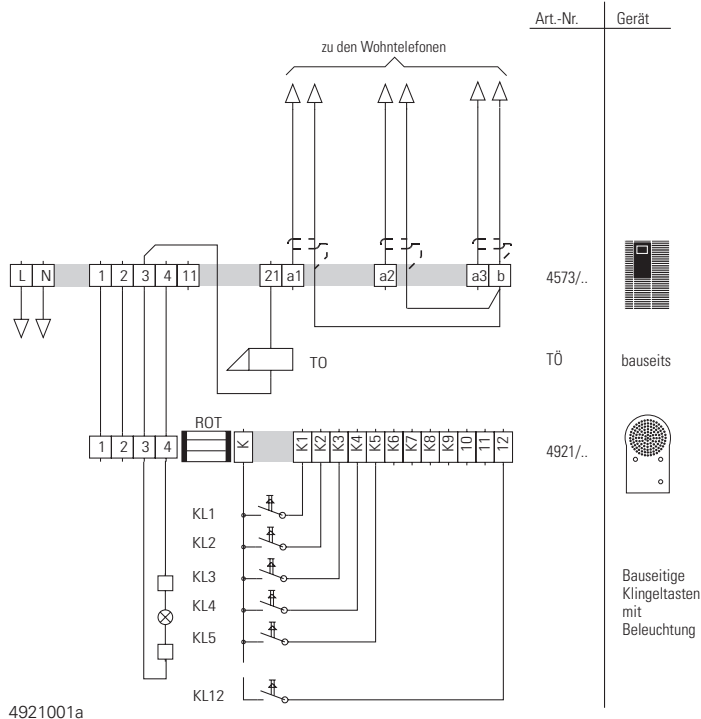 Art.-Nr. Gerät
zu den Wohntelefonen
L N 1 2 3 4 11 21 a1 a2 a3 b 4573/..
TO TÖ bauseits
ROT
1 2 3 4 K K1 K2 K3 K4 K5 K6 K7 K8 K9 10 11 12 4921/..
KL1
KL2
KL3
KL4
KL5
KL12
Bauseitige
Klingeltasten
mit
Beleuchtung
4921001a